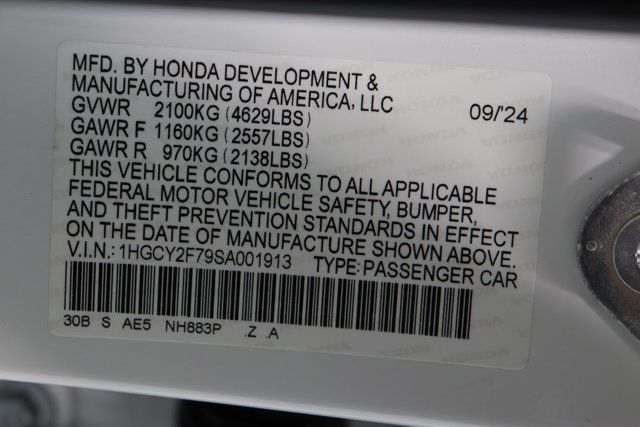 MFD. BY HONDA DEVELOPMENT &
MANUFACTURING OF AMERICA, LLC
GVWR 2100KG (4629LBS) 09/'24
GAWR F 1160KG (2557LBS)
GAWR R 970KG (2138LBS)
THIS VEHICLE CONFORMS TO ALL APPLICABLE
FEDERAL MOTOR VEHICLE SAFETY, BUMPER,
AND THEFT PREVENTION STANDARDS IN EFFECT
ON THE DATE OF MANUFACTURE SHOWN ABOVE.
V.I.N.: 1HGCY2F79SA001913 TYPE: PASSENGER CAR
30B S AE5 NH883P .Z .A